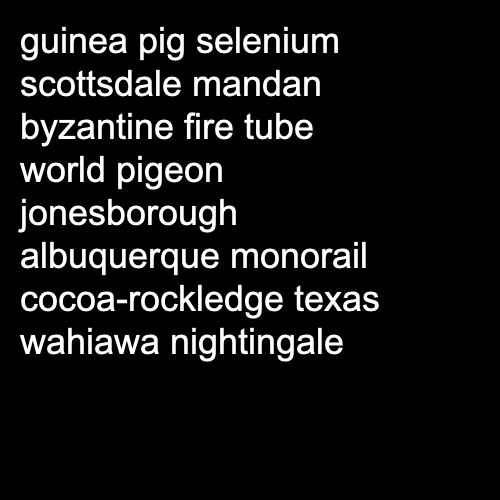 guinea pig selenium
scottsdale mandan
byzantine fire tube
world pigeon
jonesborough
albuquerque monorail
cocoa-rockledge texas
wahiawa nightingale